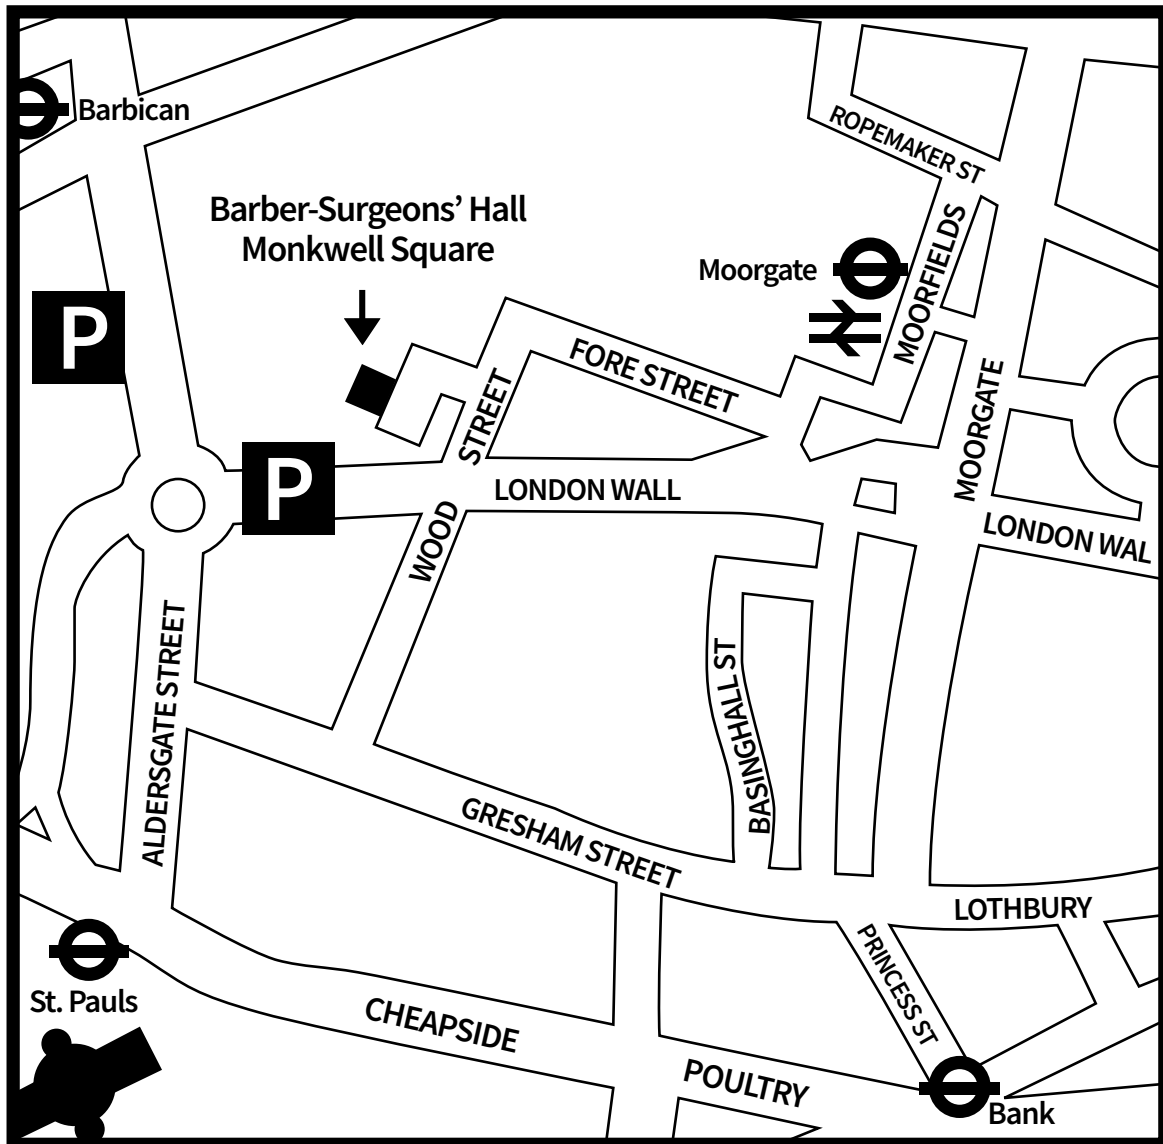 Barbican
ROPEMAKER ST
Barber-Surgeons’ Hall
Monkwell Square
Moorgate
MOORFIELDS
P
FORE STREET
STREET
MOORGATE
P
LONDON WALL
WOOD
LONDON WAL
ALDERSGATE STREET
BASINGHALL ST
GRESHAM STREET
LOTHBURY
PRINCESS ST
St. Pauls
CHEAPSIDE
POULTRY
Bank